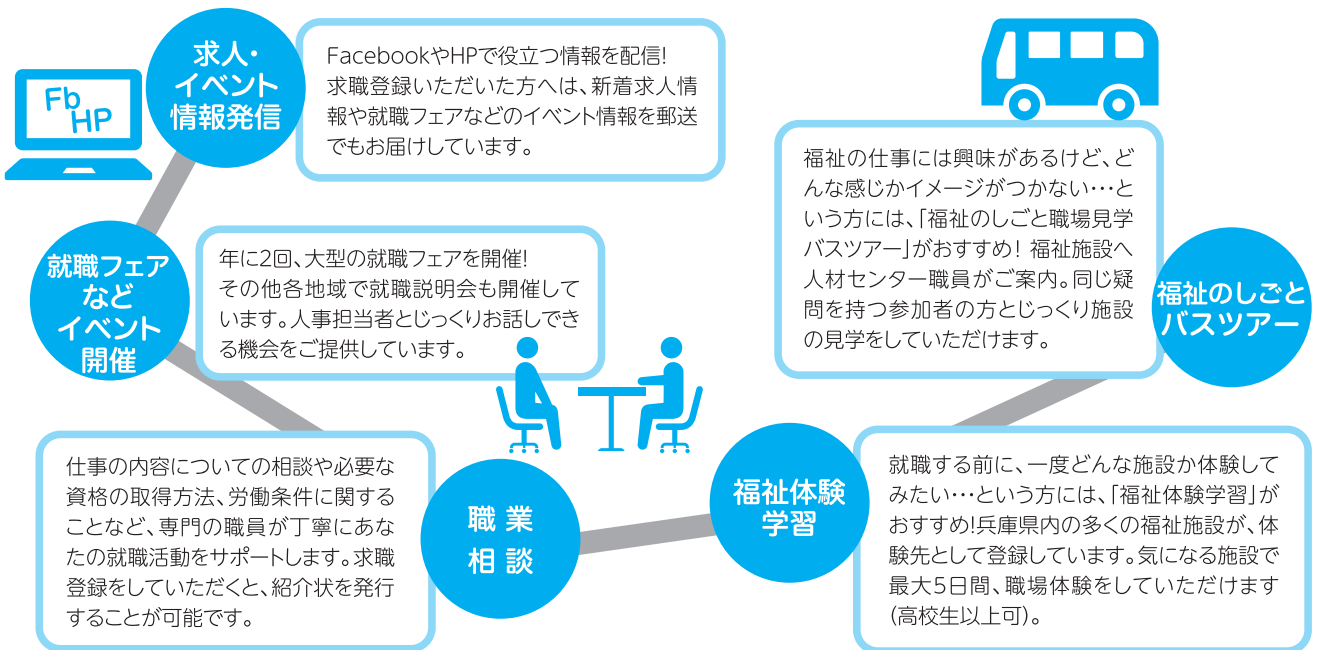 Fb
HP
求人・
イベント
情報発信
FacebookやHPで役立つ情報を配信!
求職登録いただいた方へは、新着求人情
報や就職フェアなどのイベント情報を郵送
でもお届けしています。
就職フェア
など
イベント
開催
年に2回、大型の就職フェアを開催!
その他各地域で就職説明会も開催して
います。人事担当者とじっくりお話しでき
る機会をご提供しています。
仕事の内容についての相談や必要な
資格の取得方法、労働条件に関する
ことなど、専門の職員が丁寧にあな
たの就職活動をサポートします。求職
登録をしていただくと、紹介状を発行
することが可能です。
職業
相談
福祉体験
学習
就職する前に、一度どんな施設か体験して
みたい…という方には、「福祉体験学習」が
おすすめ!兵庫県内の多くの福祉施設が、体
験先として登録しています。気になる施設で
最大5日間、職場体験をしていただけます
(高校生以上可)。
福祉の仕事には興味があるけど、ど
んな感じかイメージがつかない…と
いう方には、「福祉のしごと職場見学
バスツアー」がおすすめ! 福祉施設へ
人材センター職員がご案内。同じ疑
問を持つ参加者の方とじっくり施設
の見学をしていただけます。
福祉のしごと
バスツアー